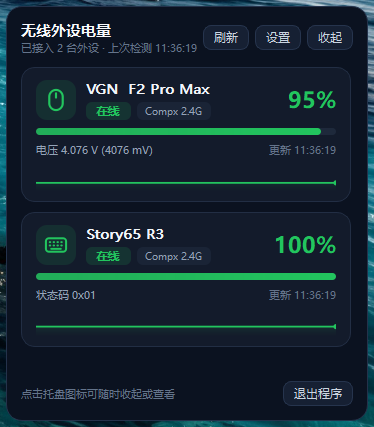 无线外设电量
已接入 2 台外设 · 上次检测 11:36:19
刷新
设置
收起
VGN  F2 Pro Max
在线
Compx 2.4G
95%
电压 4.076 V (4076 mV)
更新 11:36:19
Story65 R3
在线
Compx 2.4G
100%
状态码 0x01
更新 11:36:19
点击托盘图标可随时收起或查看
退出程序